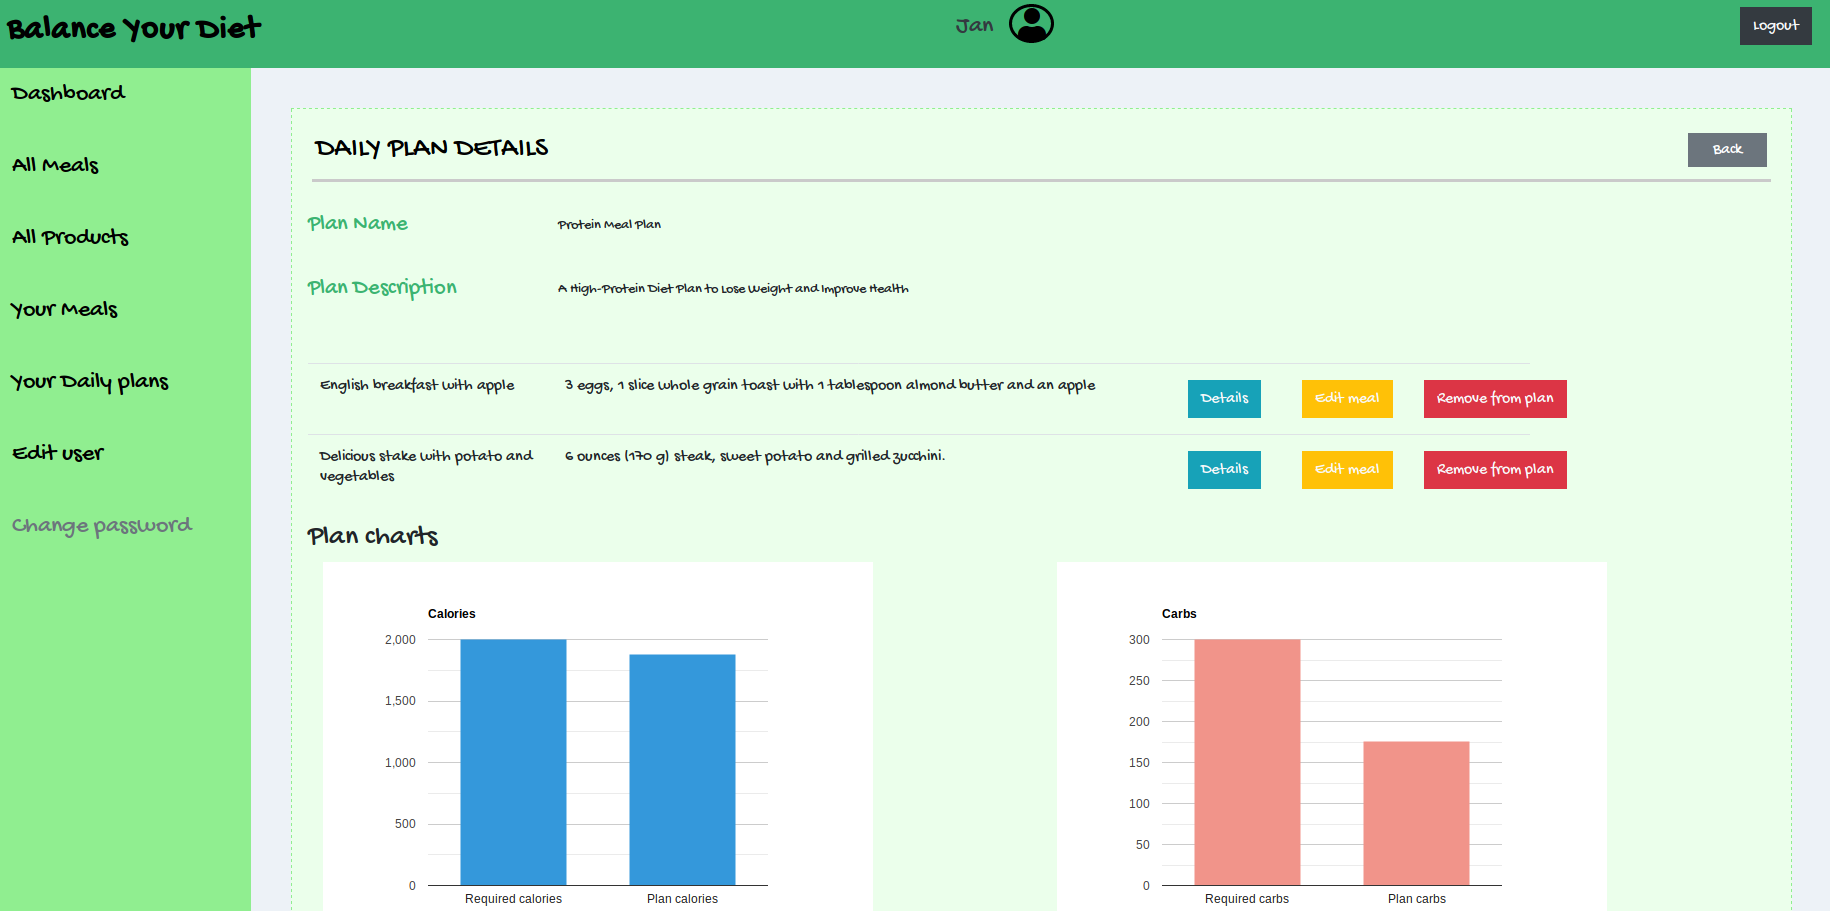 Balance Your Diet
Jan
Logout
Dashboard
All Meals
All Products
Your Meals
Your Daily plans
Edit user
Change password
DAILY PLAN DETAILS
Back
Plan Name
Protein Meal Plan
Plan Description
A High-Protein Diet Plan to Lose Weight and Improve Health
English breakfast with apple
3 eggs, 1 slice whole grain toast with 1 tablespoon almond butter and an apple
Details
Edit meal
Remove from plan
Delicious stake with potato and
vegetables
6 ounces (170 g) steak, sweet potato and grilled zucchini.
Details
Edit meal
Remove from plan
Plan charts
Calories
2,000
1,500
1,000
500
0
Required calories
Plan calories
Carbs
300
250
200
150
100
50
0
Required carbs
Plan carbs